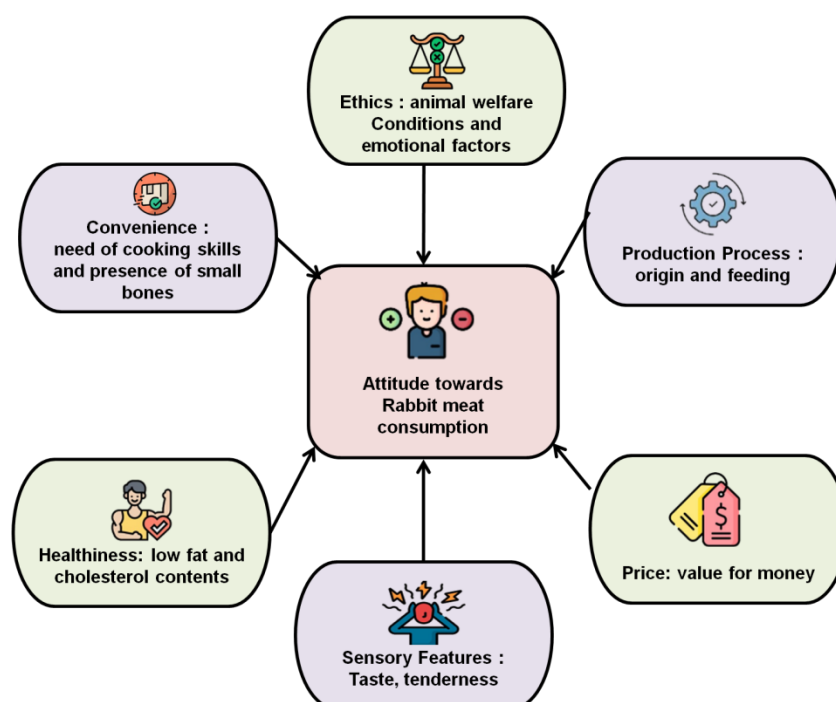 Ethics : animal welfare
Conditions and
emotional factors
Convenience :
need of cooking skills
and presence of small
bones
Production Process :
origin and feeding
Attitude towards
Rabbit meat
consumption
Healthiness: low fat and
cholesterol contents
$
Price: value for money
Sensory Features :
Taste, tenderness